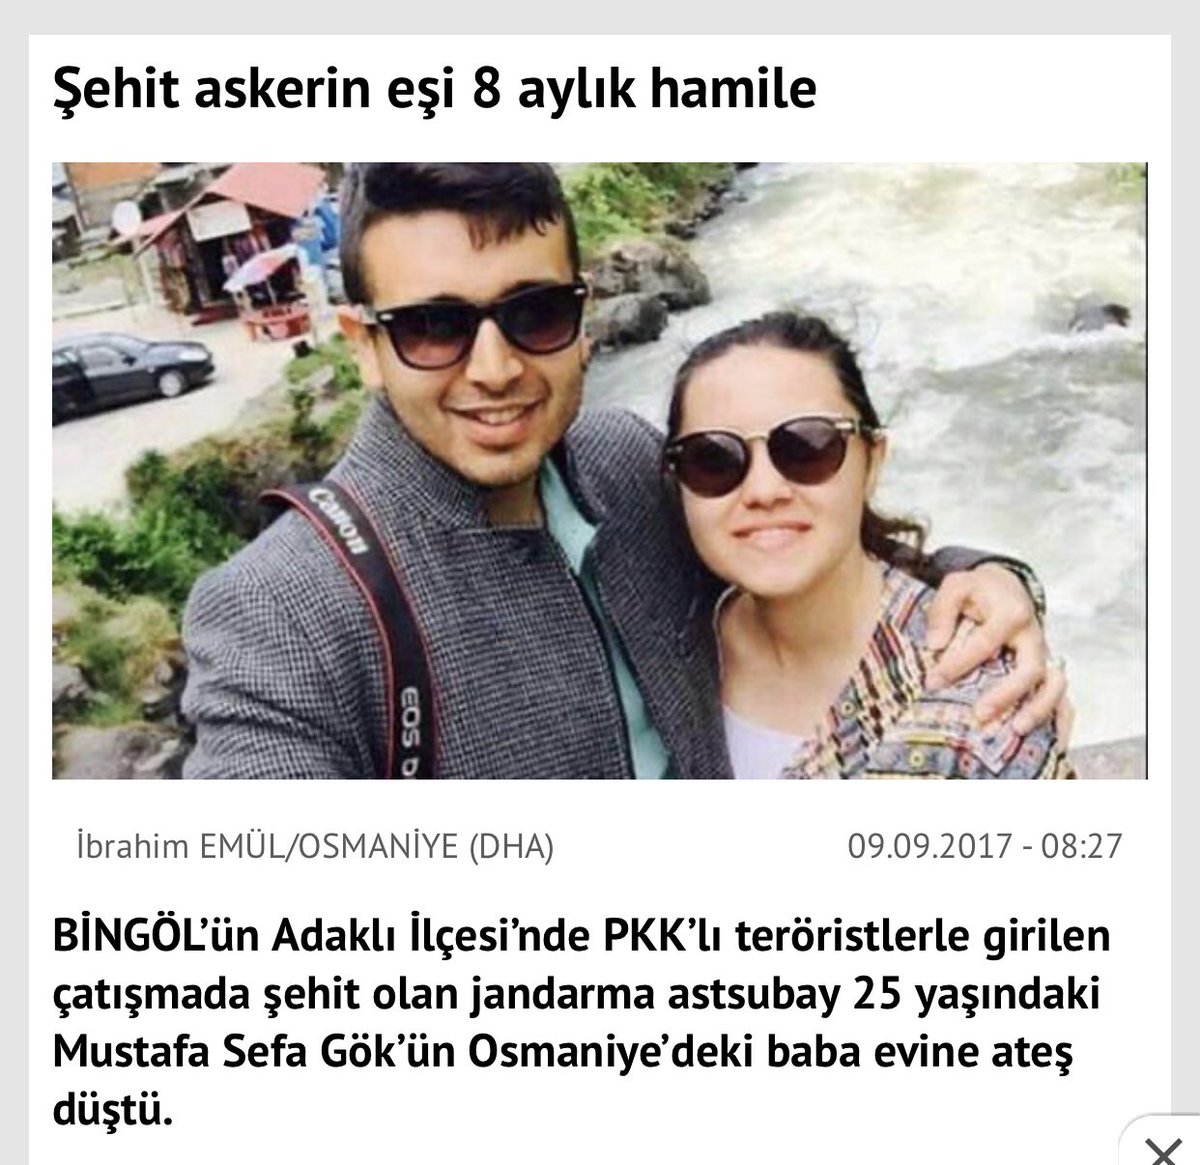 Şehit askerin eşi 8 aylık hamile
Canon
EOS D
İbrahim EMÜL/OSMANİYE (DHA)
09.09.2017 - 08:27
BİNGÖL’ün Adaklı İlçesi’nde PKK’lı teröristlerle girilen
çatışmada şehit olan jandarma astsubay 25 yaşındaki
Mustafa Sefa Gök’ün Osmaniye’deki baba evine ateş
düştü.